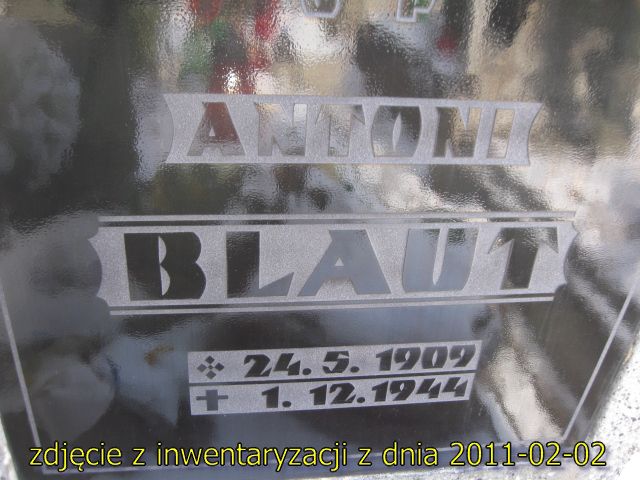 ANTONI
BLAUT
24.5.1909
1.12.1944
zdjęcie z inwentaryzacji z dnia 2011-02-02